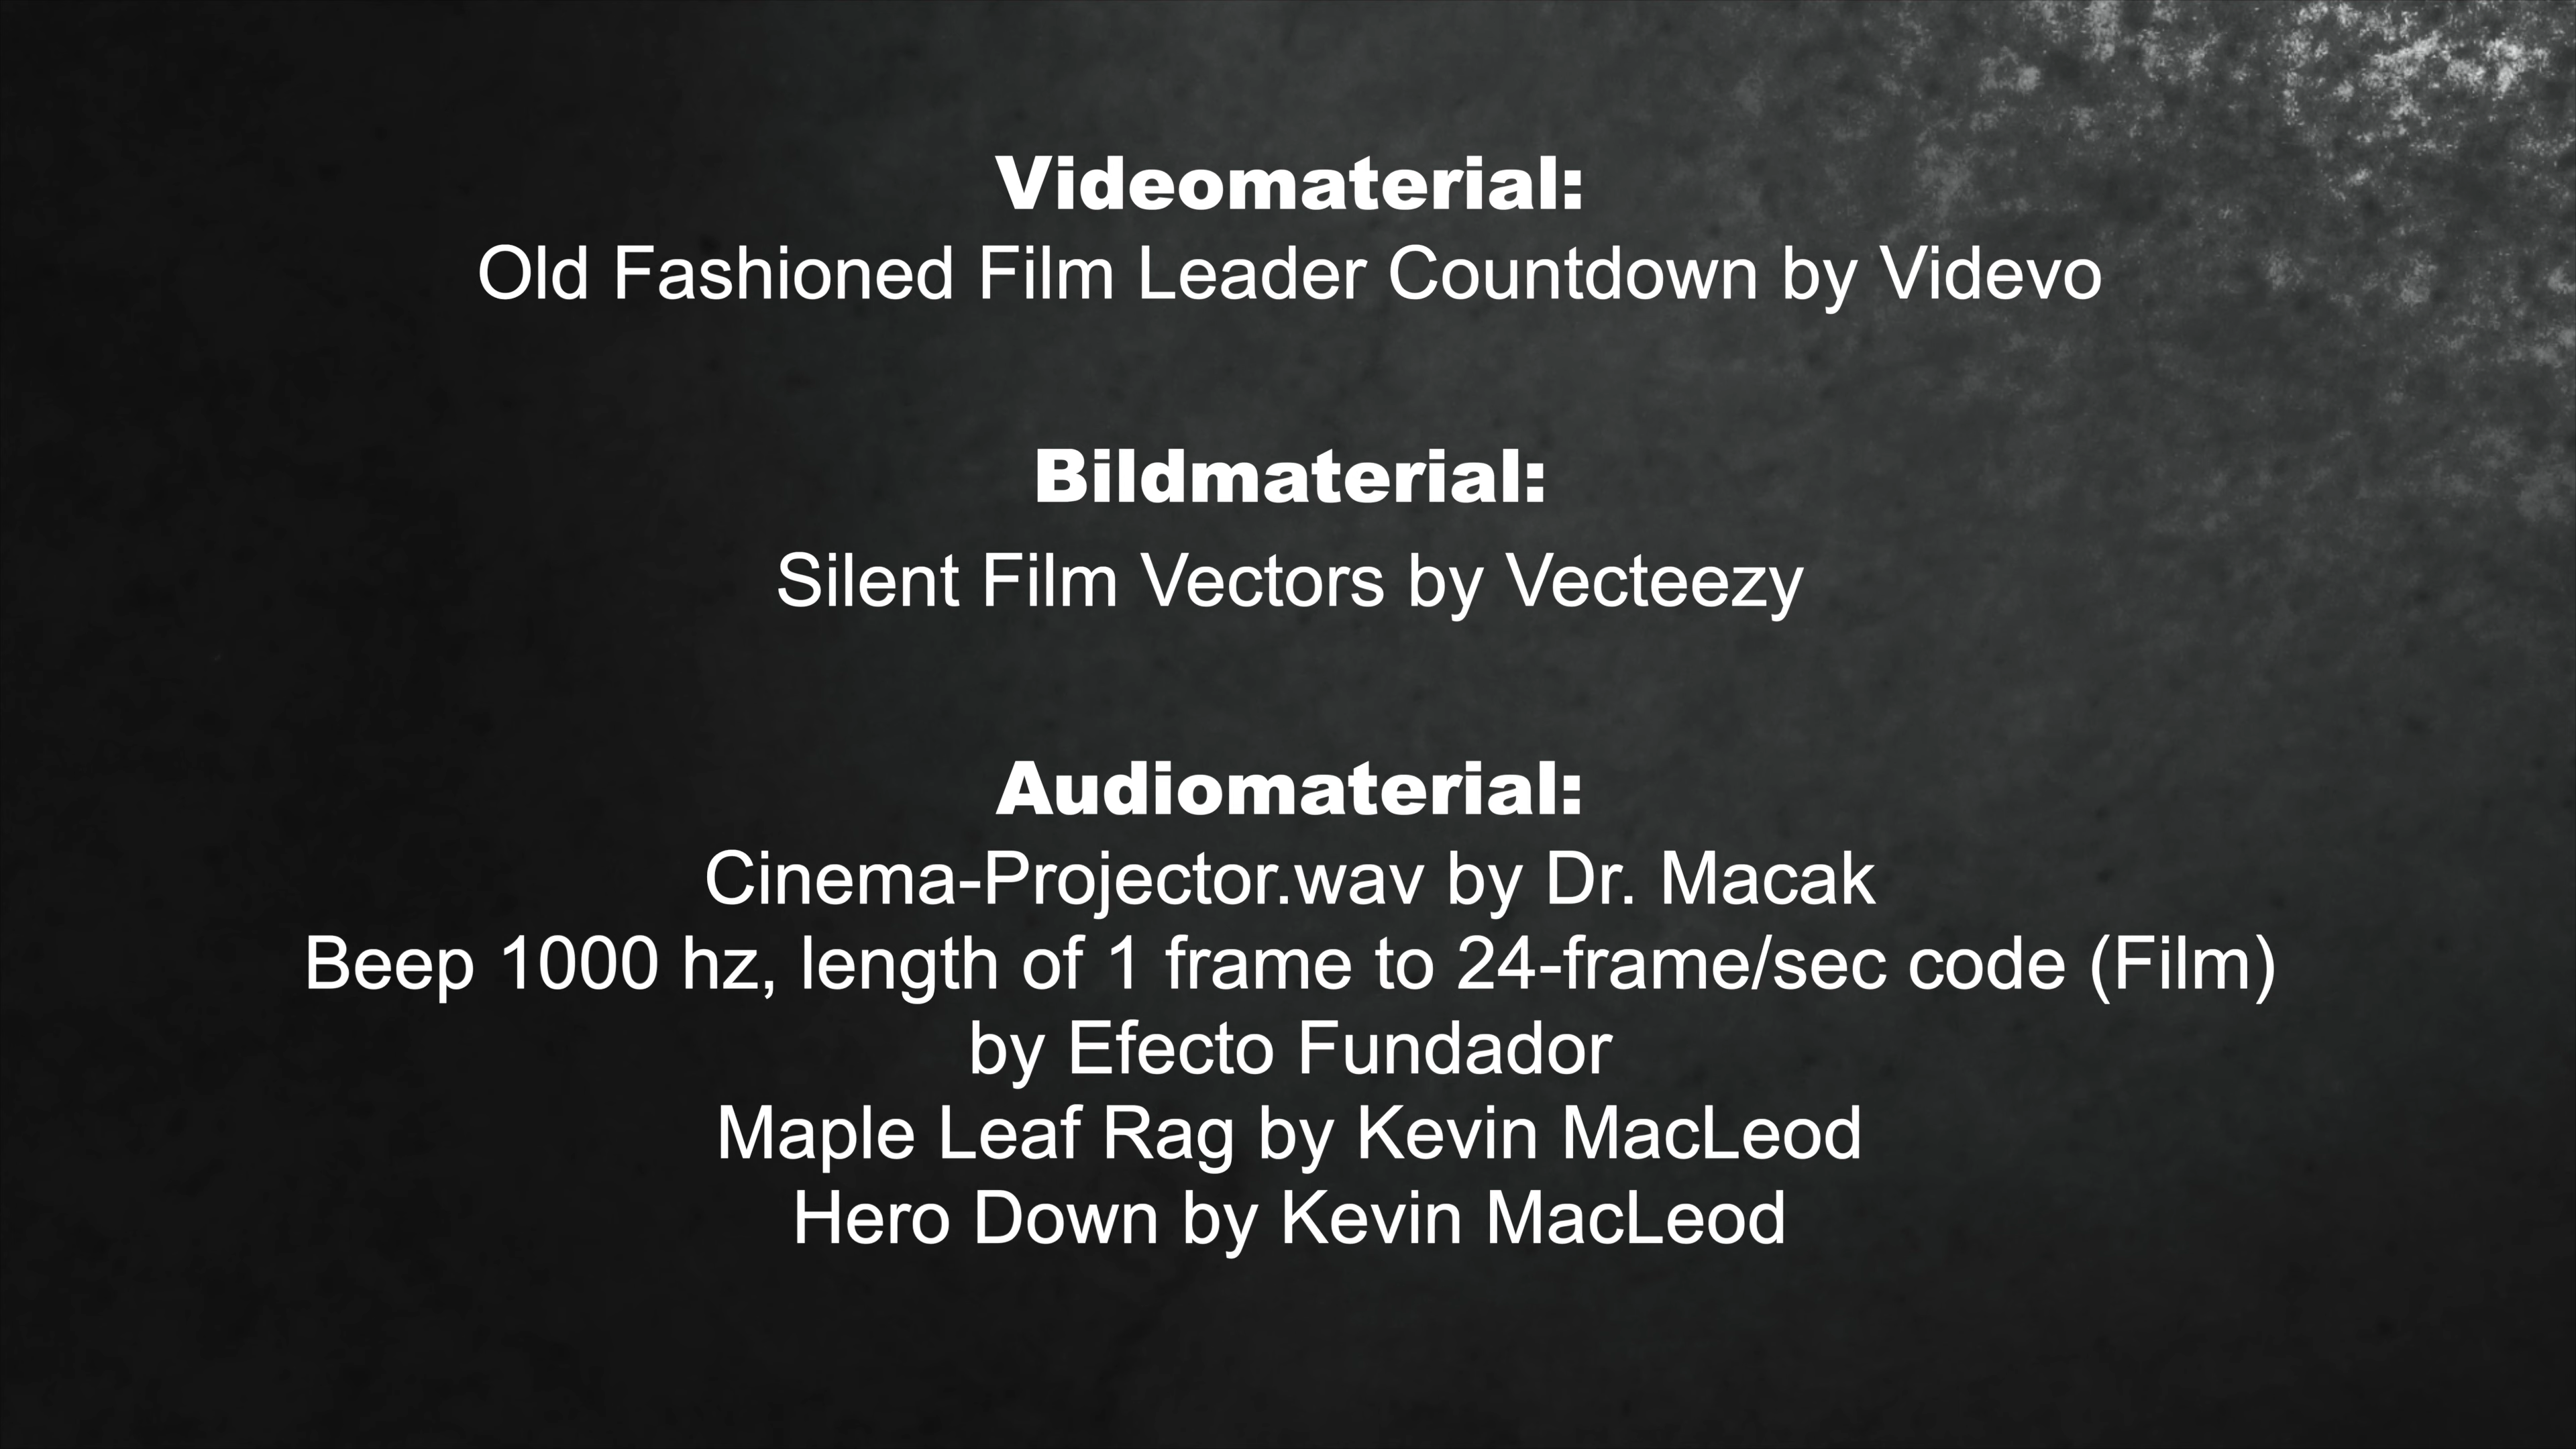 Videomaterial:
Old Fashioned Film Leader Countdown by Videvo
Bildmaterial:
Silent Film Vectors by Vecteezy
Audiomaterial:
Cinema-Projector.wav by Dr. Macak
Beep 1000 hz, length of 1 frame to 24-frame/sec code (Film)
by Efecto Fundador
Maple Leaf Rag by Kevin MacLeod
Hero Down by Kevin MacLeod